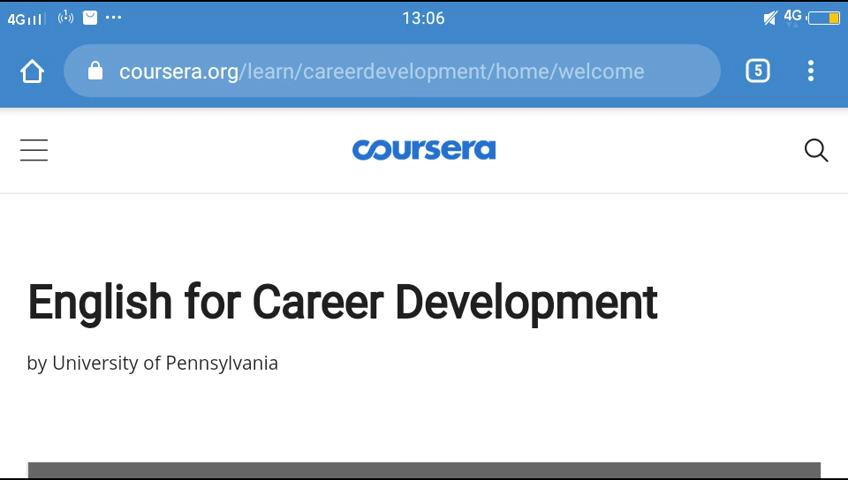 4G 13:06 4G
coursera.org/learn/careerdevelopment/home/welcome 5
coursera
English for Career Development
by University of Pennsylvania